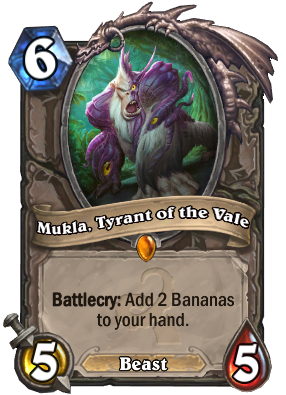 6
Mukla, Tyrant of the Vale
Battlecry: Add 2 Bananas
to your hand.
5
Beast
5